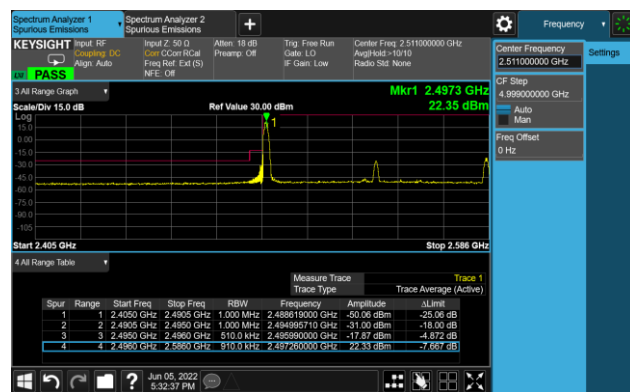 Spectrum Analyzer 1
Spurious Emissions
Spectrum Analyzer 2
Spurious Emissions
Frequency
KEYSIGHT
Input: RF
Coupling: DC
Align: Auto
Input Z: 50 Ω
Corr CCorr RCal
Freq Ref: Ext (S)
NFE: Off
Atten: 18 dB
Preamp: Off
Trig: Free Run
Gate: LO
IF Gain: Low
Center Freq: 2.511000000 GHz
Avg|Hold:>10/10
Radio Std: None
PASS
Center Frequency
2.511000000 GHz
Settings
CF Step
4.999000000 GHz
Auto
Man
Freq Offset
0 Hz
3 All Range Graph
Mkr1 2.4973 GHz
22.35 dBm
Scale/Div 15.0 dB
Ref Value 30.00 dBm
Log
15.0
0.00
-15.0
-30.0
-45.0
-60.0
-75.0
-90.0
-105
1
Start 2.405 GHz
Stop 2.586 GHz
4 All Range Table
Measure Trace Trace 1
Trace Type Trace Average (Active)
Spur Range Start Freq Stop Freq RBW Frequency Amplitude ΔLimit
1 1 2.4050 GHz 2.4905 GHz 1.000 MHz 2.488619000 GHz -50.06 dBm -25.06 dB
2 2 2.4905 GHz 2.4950 GHz 1.000 MHz 2.494995710 GHz -31.00 dBm -18.00 dB
3 3 2.4950 GHz 2.4960 GHz 510.0 kHz 2.495990000 GHz -17.87 dBm -4.872 dB
4 4 2.4960 GHz 2.5860 GHz 910.0 kHz 2.497260000 GHz 22.33 dBm -7.667 dB
Jun 05, 2022
5:32:37 PM